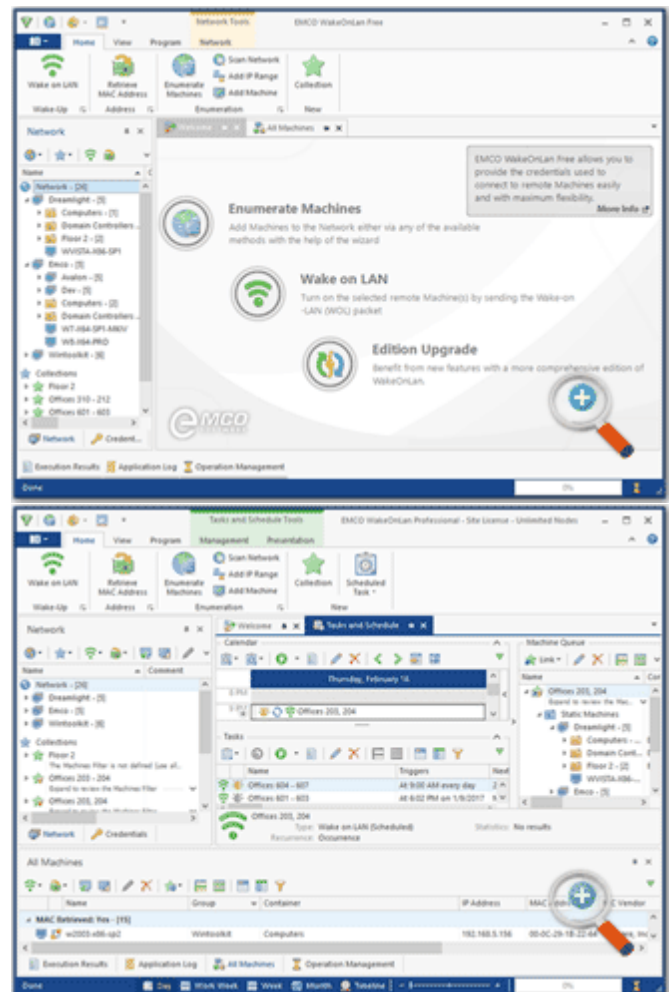 Network Tools
EMCO WakeOnLan Free
Home View Program Network
Wake on LAN
Retrieve MAC Address
Enumerate Machines
Scan Network
Add IP Range
Add Machine
Collection
Wake-Up Address Enumeration New
Network
Welcome All Machines
Name
Network - [26]
Dreamlight - [5]
Computers - [1]
Domain Controllers
Floor 2 - [2]
WVISTA-X86-SP1
Emco - [5]
Avalon - [5]
Dev - [5]
Computers - [2]
Domain Controllers
W8-X64-PRO
Wintoolkit - [6]
Collections
Floor 2
Offices 310 - 212
Offices 601 - 603
Network Credent...
EMCO WakeOnLan Free allows you to
provide the credentials used to
connect to remote Machines easily
and with maximum flexibility.
More Info
Enumerate Machines
Add Machines to the Network either via any of the available
methods with the help of the wizard
Wake on LAN
Turn on the selected remote Machine(s) by sending the Wake-on
-LAN (WOL) packet
Edition Upgrade
Benefit from new features with a more comprehensive edition of
WakeOnLan.
EMCO
SOFTWARE
Execution Results Application Log Operation Management
Done 0%
Tasks and Schedule Tools
EMCO WakeOnLan Professional - Site License - Unlimited Nodes
Home View Program Management Presentation
Wake on LAN
Retrieve MAC Address
Enumerate Machines
Scan Network
Add IP Range
Add Machine
Collection
Scheduled Task
Wake-Up Address Enumeration New
Network
Welcome Tasks and Schedule
Name Comment
Network - [26]
Dreamlight - [5]
Emco - [5]
Wintoolkit - [6]
Collections
Floor 2
The Machines Filter is not defined (use all..
Offices 203 - 204
Expand to review the Machines Filter
Offices 203, 204
Network Credentials
Calendar
Thursday, February 16
Offices 203, 204
Tasks
Name Triggers Next
Offices 604 - 607 At 9:00 AM every day
Offices 601 - 603 At 6:02 PM on 1/9/2017
Offices 203, 204
Type: Wake on LAN (Scheduled)
Statistics: No results
Recurrence: Occurrence
Machine Queue
Link
Name
Offices 203, 204
Expand to review the Mac..
Static Machines
Dreamlight - [5]
Computers - ...
Domain Cont...
Floor 2 - [2]
WVISTA-X86-...
Emco - [5]
All Machines
Name Group Container IP Address Vendor
MAC Retrieved: Yes - [15]
w2003-x86-sp2 Wintoolkit Computers 192.168.5.156 00-0C-29-18-22-64
Execution Results Application Log All Machines Operation Management
Done Day Work Week Week Month Timeline 0%